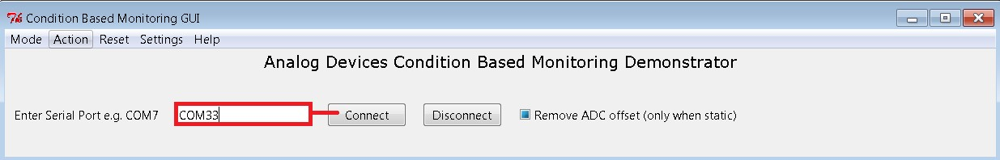 Condition Based Monitoring GUI
Mode Action Reset Settings Help
Analog Devices Condition Based Monitoring Demonstrator
Enter Serial Port e.g. COM7 COM33 Connect Disconnect Remove ADC offset (only when static)